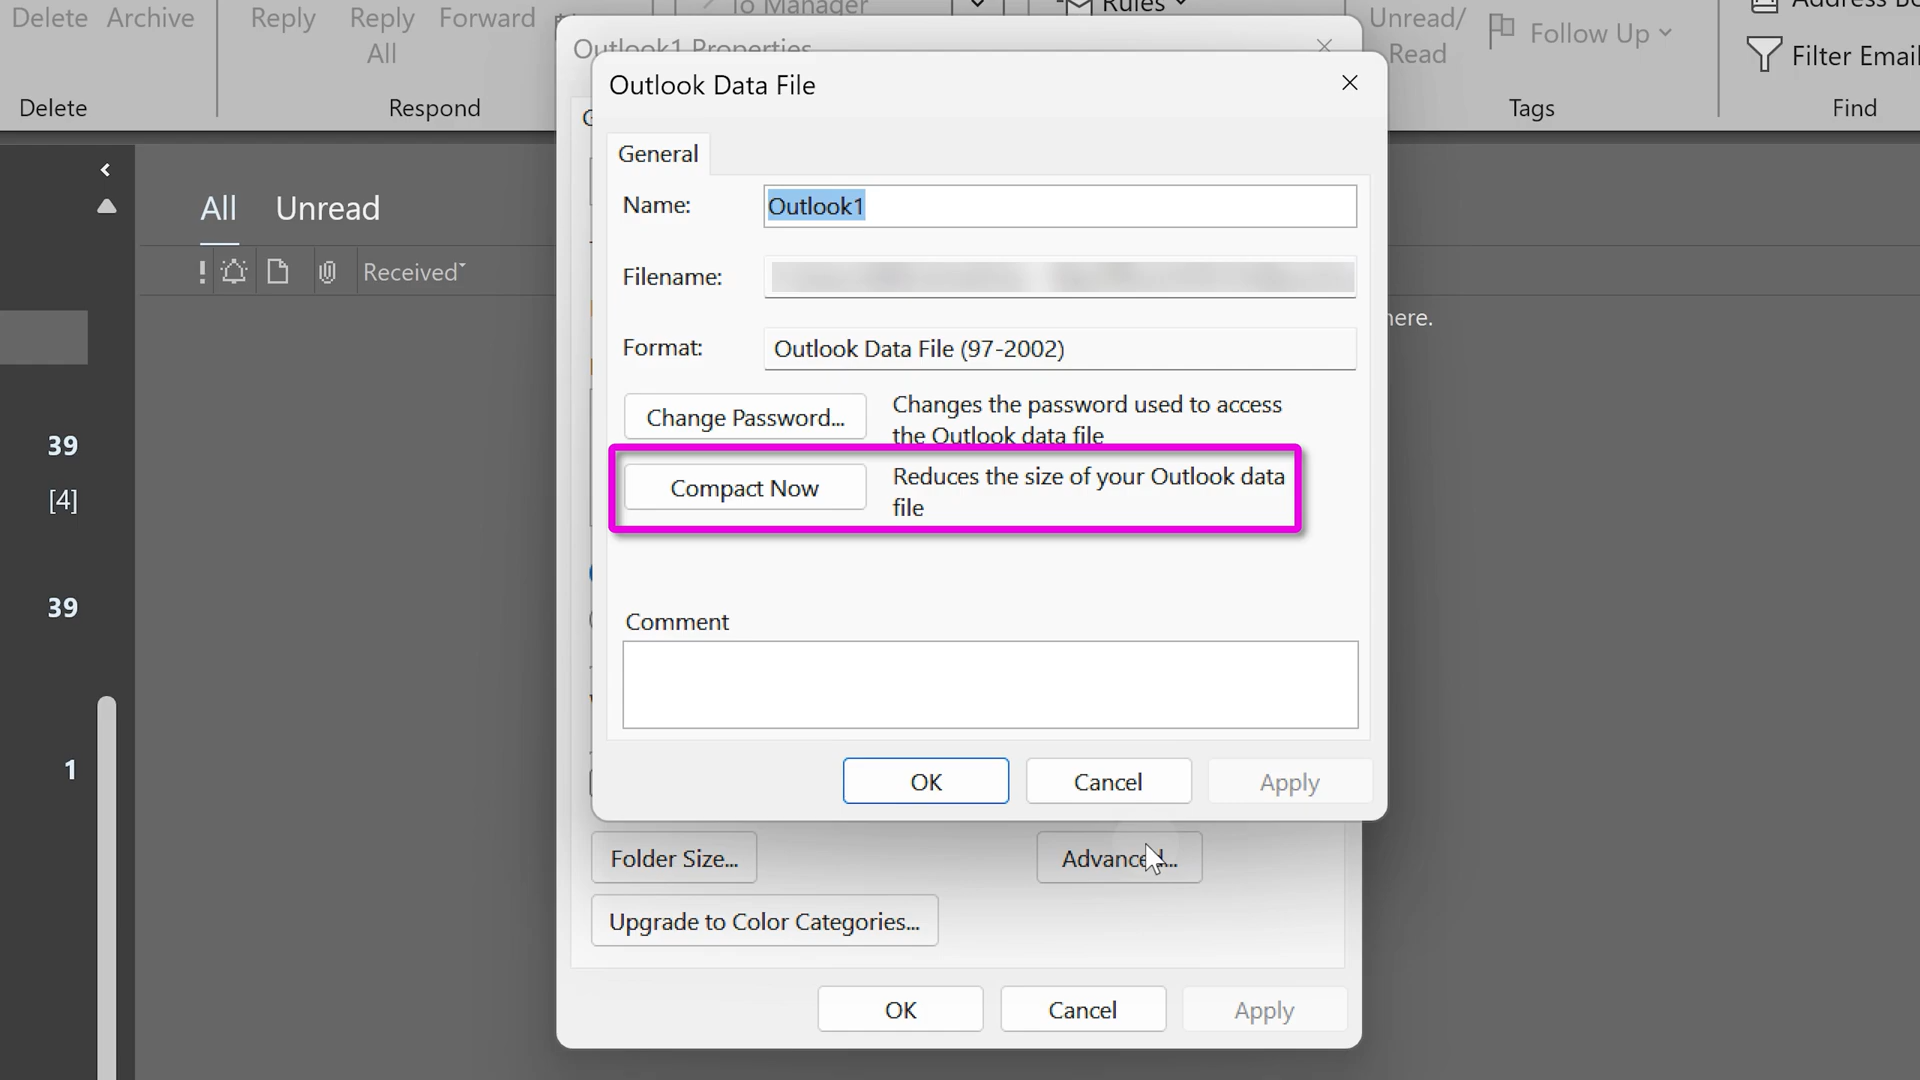 Delete Archive
Reply Reply All Forward
To Manager
Rules
Unread/ Read
Follow Up
Filter Email
Delete
Respond
Tags
Find
Outlook1 Properties
Outlook Data File
General
Name: Outlook1
Filename:
Format: Outlook Data File (97-2002)
Change Password... Changes the password used to access
the Outlook data file
Compact Now Reduces the size of your Outlook data
file
Comment
OK Cancel Apply
Folder Size...
Upgrade to Color Categories...
OK Cancel Apply
All Unread
! Received
here.
39
[4]
39
1